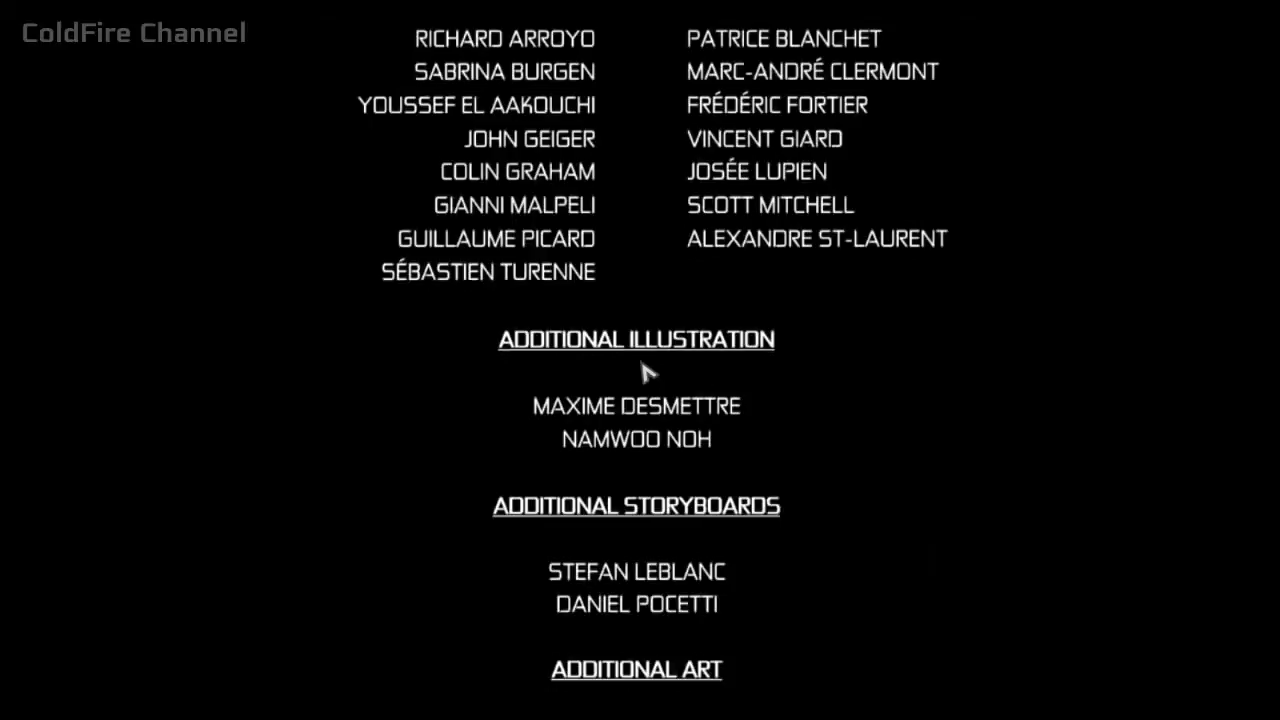 ColdFire Channel
RICHARD ARROYO PATRICE BLANCHET
SABRINA BURGEN MARC-ANDRÉ CLERMONT
YOUSSEF EL AAKOUCHI FRÉDÉRIC FORTIER
JOHN GEIGER VINCENT GIARD
COLIN GRAHAM JOSÉE LUPIEN
GIANNI MALPELI SCOTT MITCHELL
GUILLAUME PICARD ALEXANDRE ST-LAURENT
SÉBASTIEN TURENNE
ADDITIONAL ILLUSTRATION
MAXIME DESMETTRE
NAMWOO NOH
ADDITIONAL STORYBOARDS
STEFAN LEBLANC
DANIEL POCETTI
ADDITIONAL ART